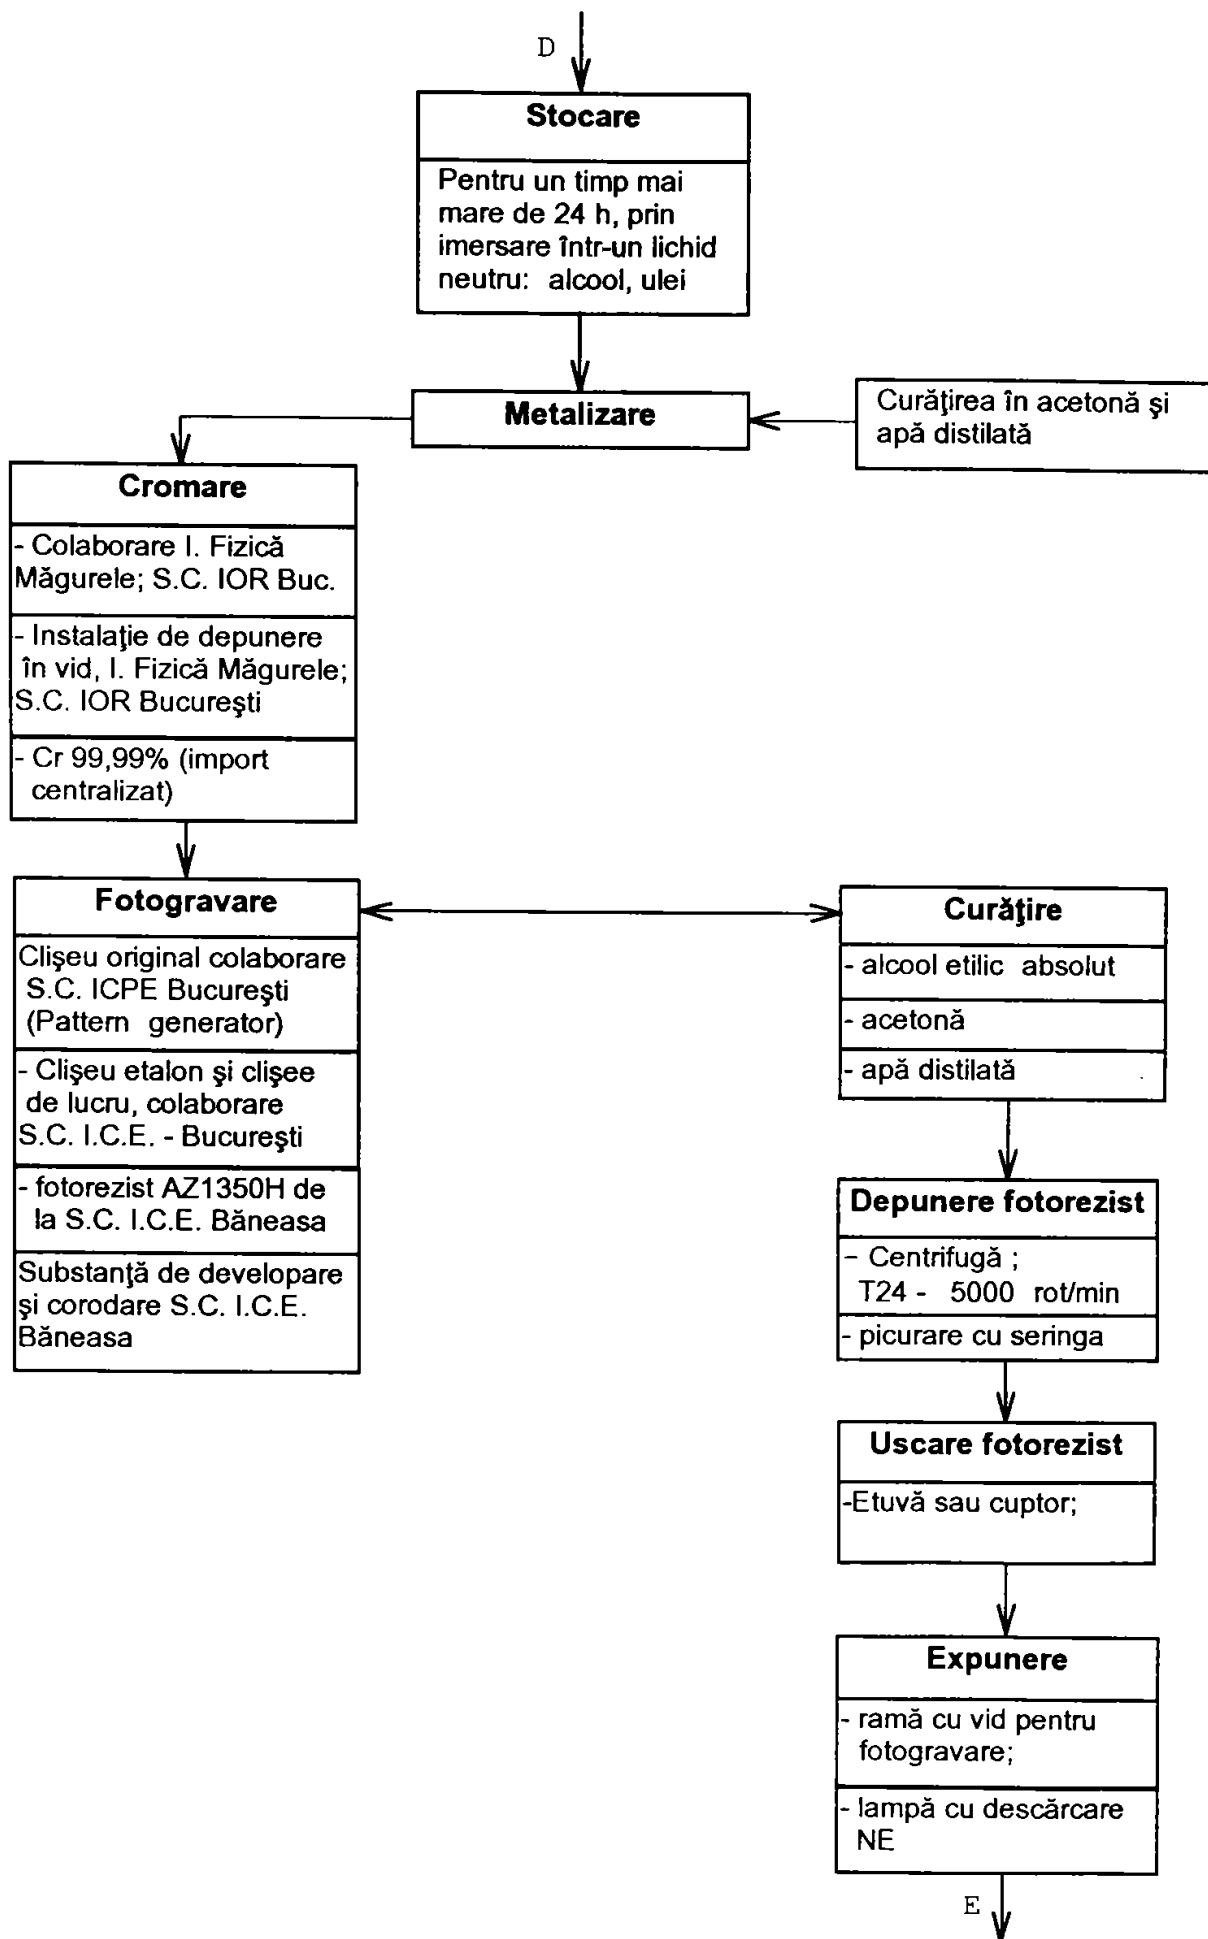 D
Stocare
Pentru un timp mai
mare de 24 h, prin
imersare într-un lichid
neutru: alcool, ulei
Metalizare
Curăţirea în acetonă şi
apă distilată
Cromare
- Colaborare I. Fizică
Măgurele; S.C. IOR Buc.
- Instalaţie de depunere
în vid, I. Fizică Măgurele;
S.C. IOR Bucureşti
- Cr 99,99% (import
centralizat)
Fotogravare
Clişeu original colaborare
S.C. ICPE Bucureşti
(Pattern generator)
- Clişeu etalon şi clişee
de lucru, colaborare
S.C. I.C.E. - Bucureşti
- fotorezist AZ1350H de
la S.C. I.C.E. Băneasa
Substanţă de developare
şi corodare S.C. I.C.E.
Băneasa
Curăţire
- alcool etilic absolut
- acetonă
- apă distilată
Depunere fotorezist
- Centrifugă ;
T24 - 5000 rot/min
- picurare cu seringa
Uscare fotorezist
-Etuvă sau cuptor;
Expunere
- ramă cu vid pentru
fotogravare;
- lampă cu descărcare
NE
E